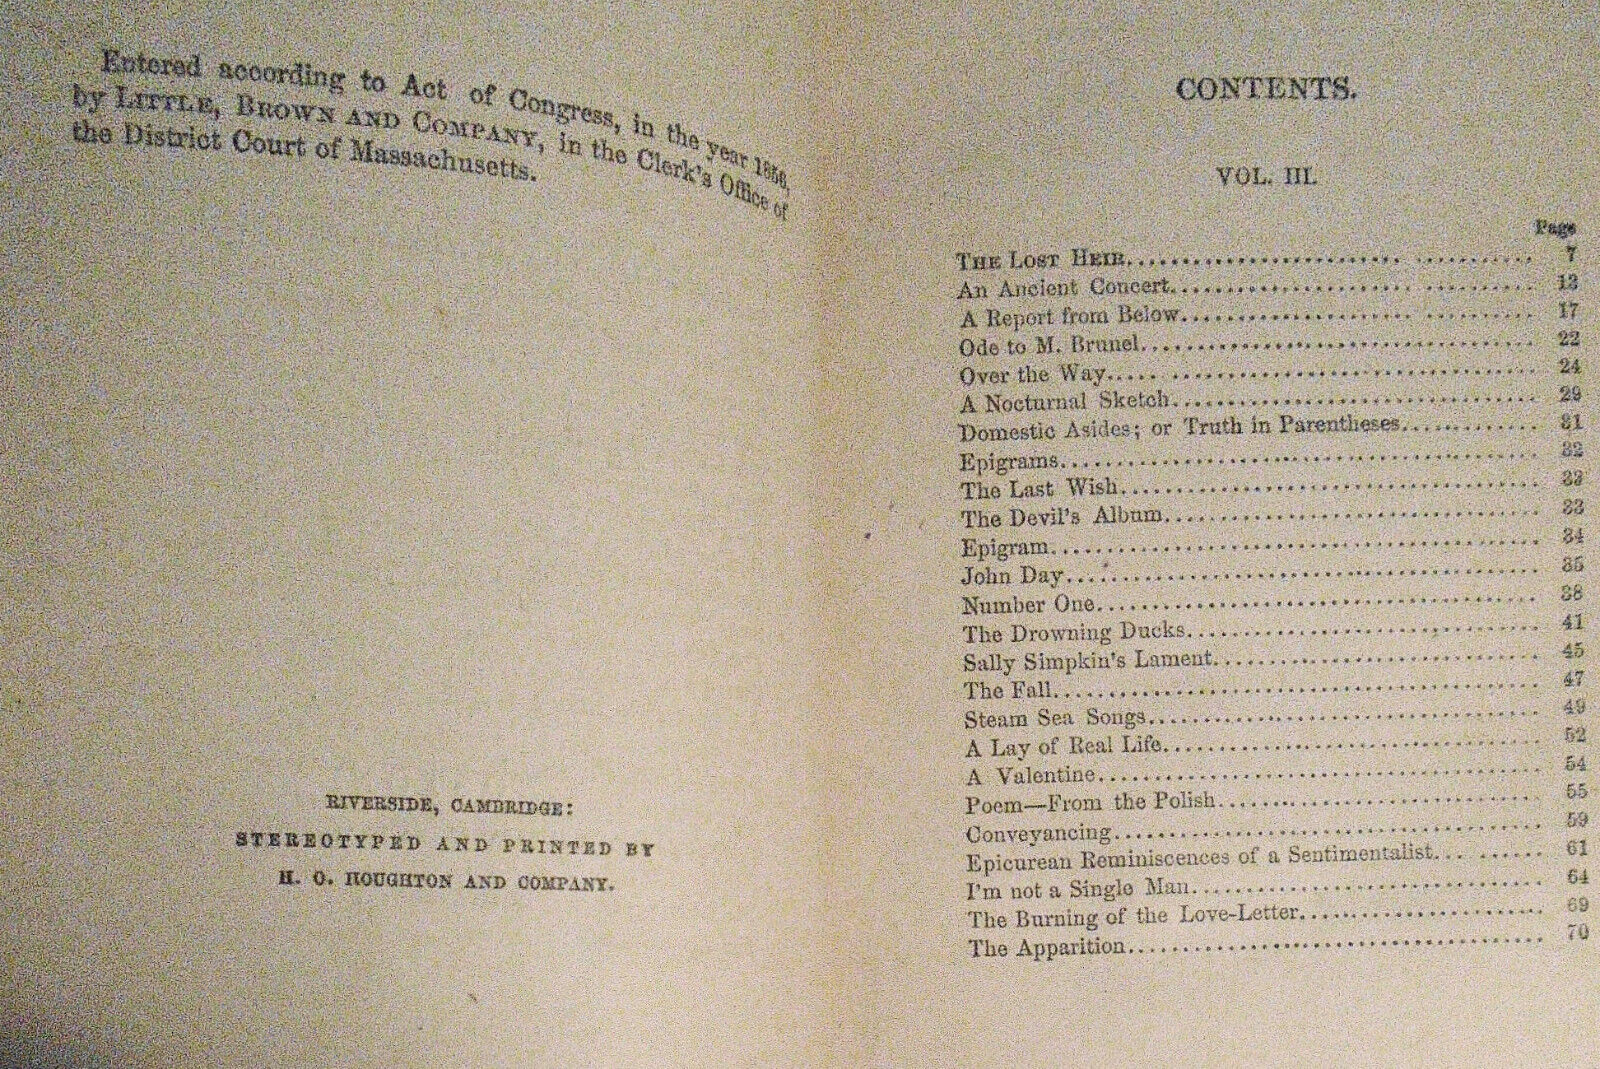 Entered according to Act of Congress, in the year 1856,
by LITTLE, BROWN AND COMPANY, in the Clerk's Office of
the District Court of Massachusetts.
RIVERSIDE, CAMBRIDGE:
STEREOTYPED AND PRINTED BY
H. O. HOUGHTON AND COMPANY.
CONTENTS.
VOL. III.
Page
THE LOST HEIR 7
An Ancient Concert 13
A Report from Below 17
Ode to M. Brunel 22
Over the Way 24
A Nocturnal Sketch 29
Domestic Asides; or Truth in Parentheses 31
Epigrams 32
The Last Wish 33
The Devil's Album 33
Epigram 34
John Day 35
Number One 38
The Drowning Ducks 41
Sally Simpkin's Lament 45
The Fall 47
Steam Sea Songs 49
A Lay of Real Life 52
A Valentine 54
Poem—From the Polish 55
Conveyancing 59
Epicurean Reminiscences of a Sentimentalist 61
I'm not a Single Man 64
The Burning of the Love-Letter 69
The Apparition 70